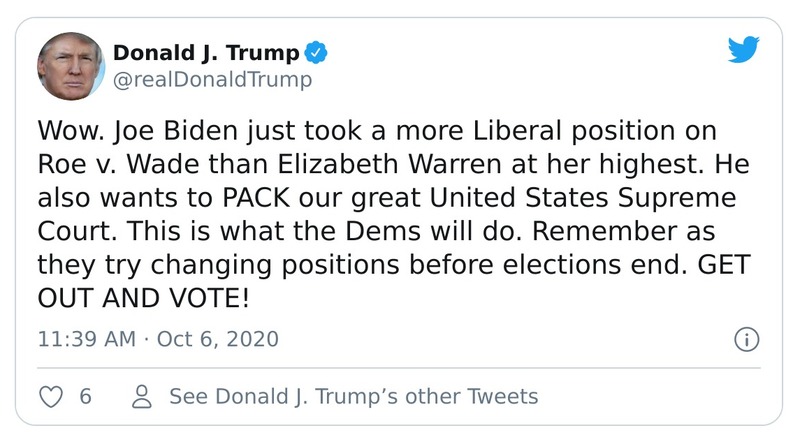 Donald J. Trump
@realDonaldTrump
Wow. Joe Biden just took a more Liberal position on
Roe v. Wade than Elizabeth Warren at her highest. He
also wants to PACK our great United States Supreme
Court. This is what the Dems will do. Remember as
they try changing positions before elections end. GET
OUT AND VOTE!
11:39 AM · Oct 6, 2020
6 See Donald J. Trump’s other Tweets